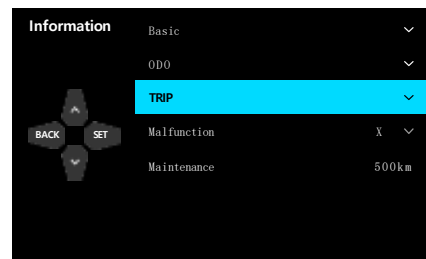 Information
Basic
ODO
TRIP
BACK SET
Malfunction X
Maintenance 500km